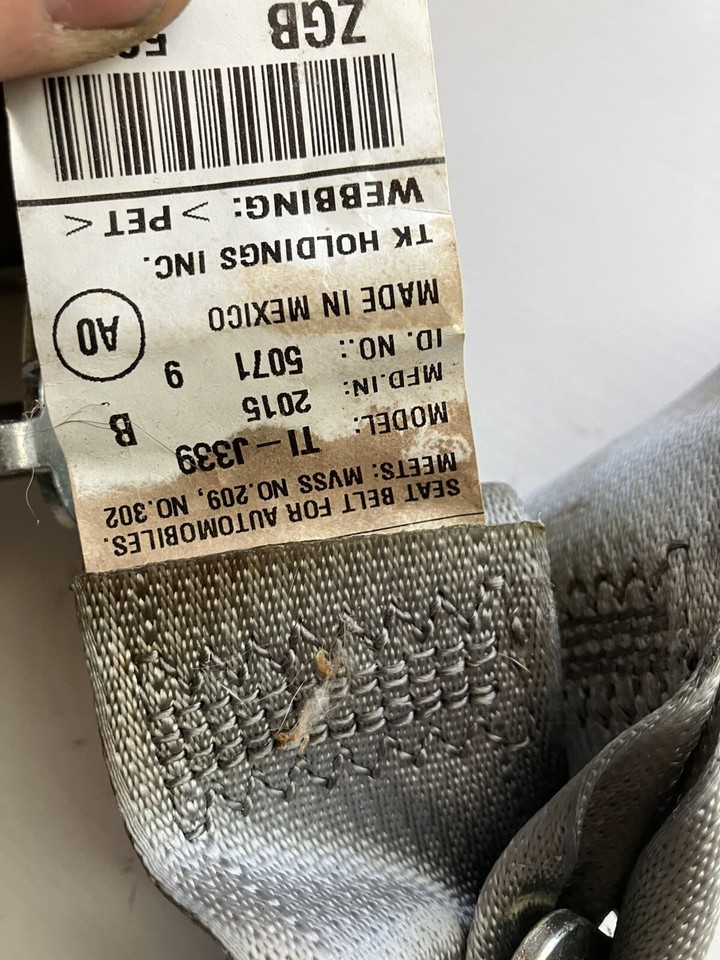 SEAT BELT FOR AUTOMOBILES.
MEETS: MVSS NO.209, NO.302
MODEL: TI-J339 B
MFD.IN: 2015
ID. NO.: 5071 9
MADE IN MEXICO A0
TK HOLDINGS INC.
WEBBING: > PET <
ZGB